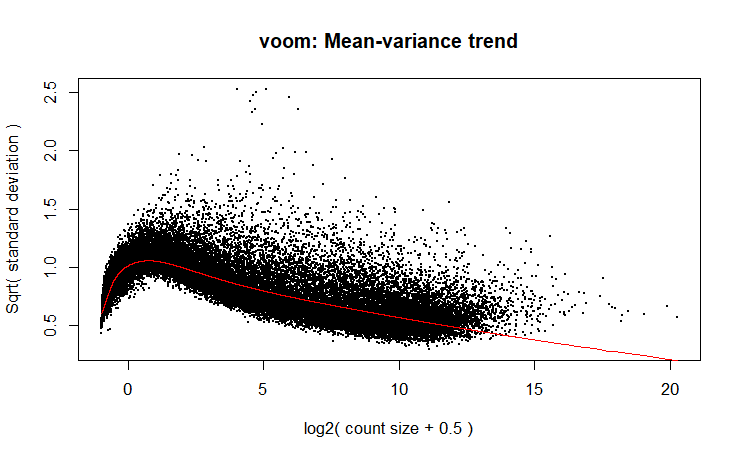 voom: Mean-variance trend
Sqrt( standard deviation )
2.5
2.0
1.5
1.0
0.5
0 5 10 15 20
log2( count size + 0.5 )